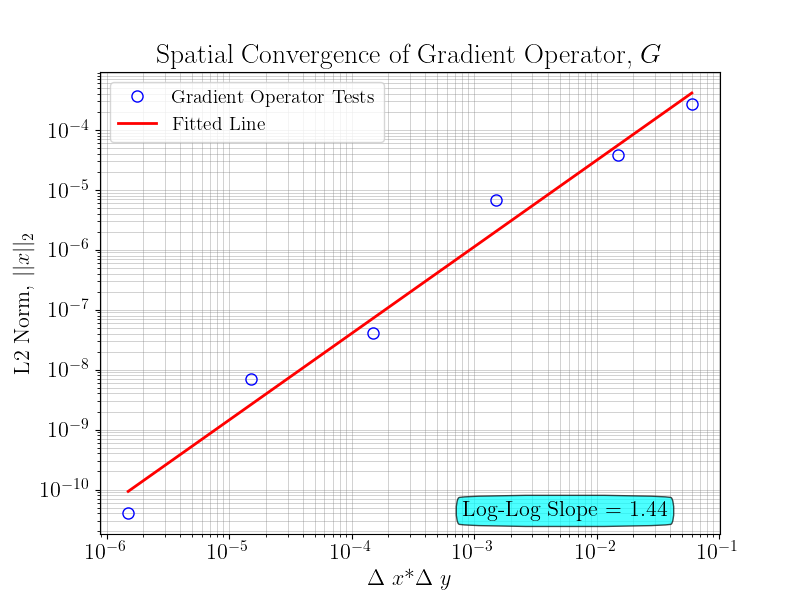 Spatial Convergence of Gradient Operator, G
Gradient Operator Tests
Fitted Line
L2 Norm, ||x||₂
10⁻⁴
10⁻⁵
10⁻⁶
10⁻⁷
10⁻⁸
10⁻⁹
10⁻¹⁰
Log-Log Slope = 1.44
10⁻⁶ 10⁻⁵ 10⁻⁴ 10⁻³ 10⁻² 10⁻¹
Δ x*Δ y